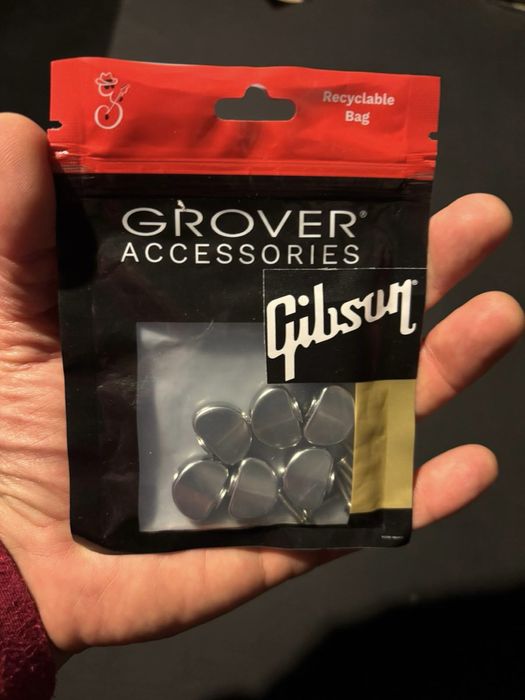 Recyclable
Bag
GROVER®
ACCESSORIES
Gibson